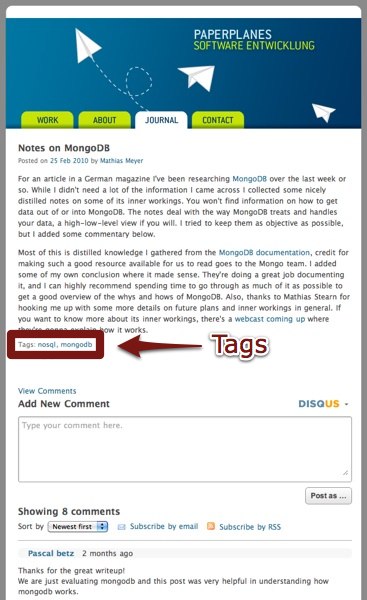 PAPERPLANES
SOFTWARE ENTWICKLUNG
WORK ABOUT JOURNAL CONTACT
Notes on MongoDB
Posted on 25 Feb 2010 by Mathias Meyer
For an article in a German magazine I've been researching MongoDB over the last week or
so. While I didn't need a lot of the information I came across I collected some nicely
distilled notes on some of its inner workings. You won't find information on how to get
data out of or into MongoDB. The notes deal with the way MongoDB treats and handles
your data, a high-low-level view if you will. I tried to keep them as objective as possible,
but I added some commentary below.
Most of this is distilled knowledge I gathered from the MongoDB documentation, credit for
making such a good resource available for us to read goes to the Mongo team. I added
some of my own conclusion where it made sense. They're doing a great job documenting
it, and I can highly recommend spending time to go through as much of it as possible to
get a good overview of the whys and hows of MongoDB. Also, thanks to Mathias Stearn for
hooking me up with some more details on future plans and inner workings in general. If
you want to know more about its inner workings, there's a webcast coming up where
they're gonna explain how it works.
Tags: nosql, mongodb
Tags
View Comments
Add New Comment DISQUS
Type your comment here.
Post as ...
Showing 8 comments
Sort by Newest first Subscribe by email Subscribe by RSS
Pascal betz 2 months ago
Thanks for the great writeup!
We are just evaluating mongodb and this post was very helpful in understanding how
mongodb works.